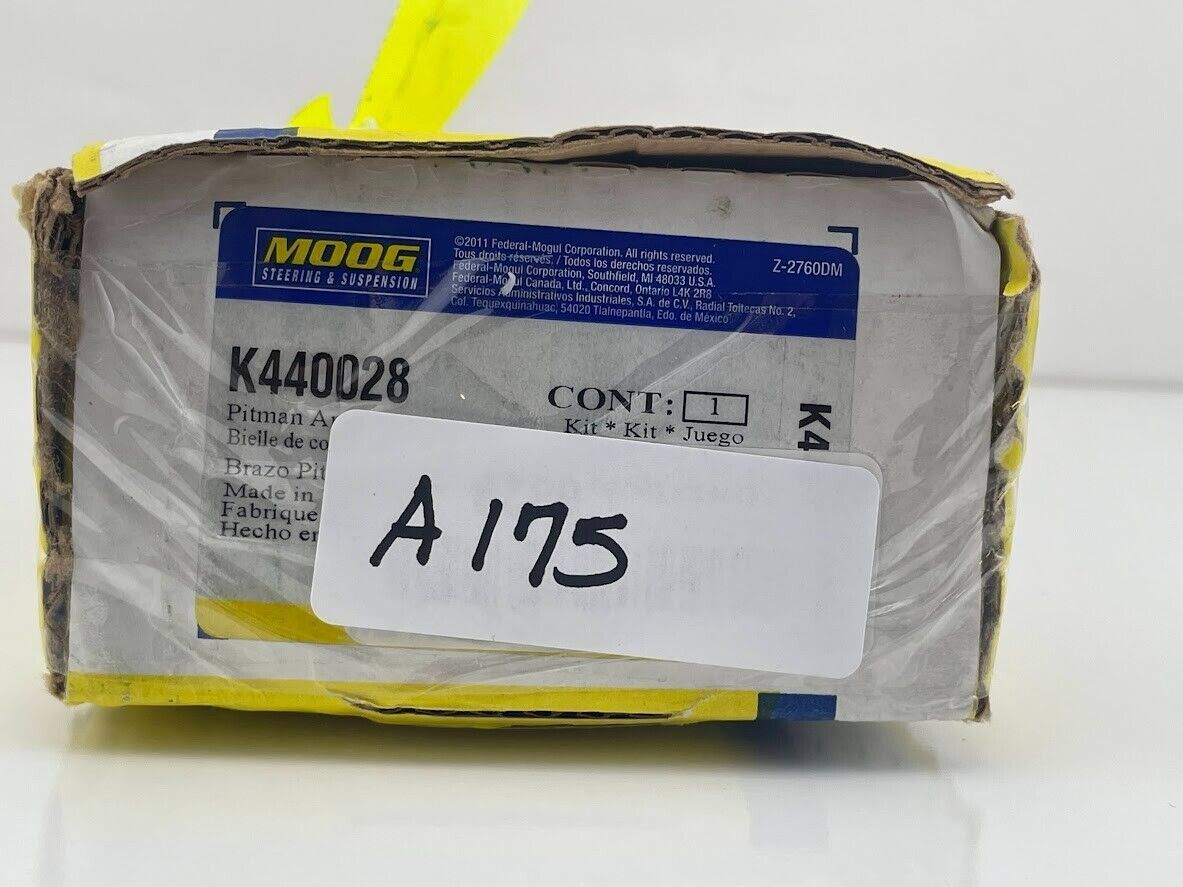 MOOG
STEERING & SUSPENSION
©2011 Federal-Mogul Corporation. All rights reserved.
Tous droits réservés. / Todos los derechos reservados.
Federal-Mogul Corporation, Southfield, MI 48033 U.S.A.
Federal-Mogul Canada, Ltd., Concord, Ontario L4K 2R8
Servicios Administrativos Industriales, S.A. de C.V., Radial Toltecas No. 2,
Col. Tequexquinahuac, 54020 Tlalnepantla, Edo. de México
Z-2760DM
K440028
Pitman
Bielle de
Brazo
Made in
Fabrique
Hecho
CONT: 1
Kit * Kit * Juego
K4
A175